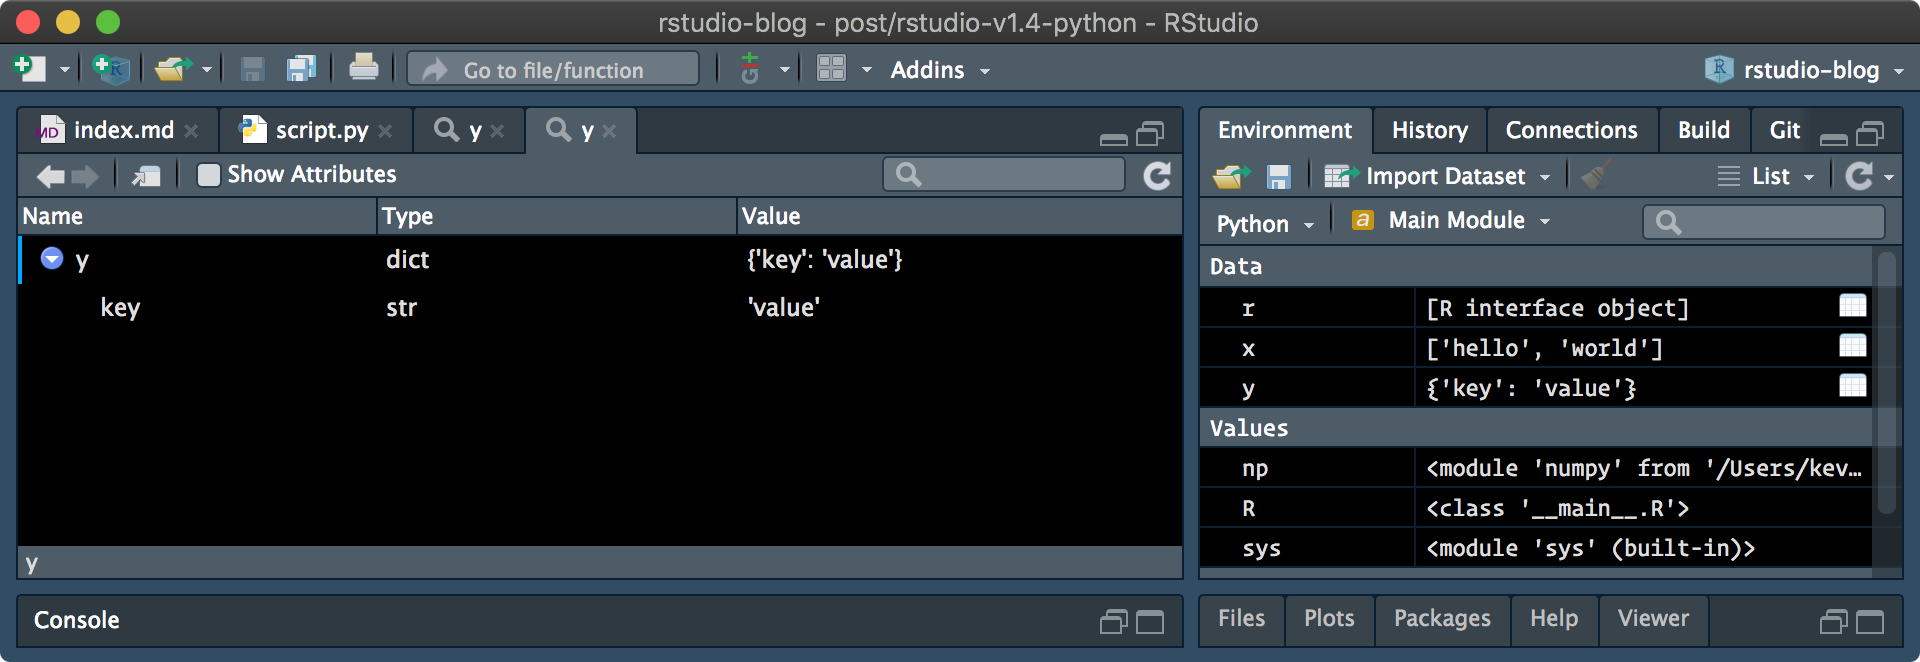 rstudio-blog - post/rstudio-v1.4-python - RStudio
R Go to file/function GIt Addins R rstudio-blog
MD index.md script.py y y
Show Attributes
Name Type Value
y dict {'key': 'value'}
key str 'value'
y
Console
Environment History Connections Build Git
Import Dataset List
Python a Main Module
Data
r [R interface object]
x ['hello', 'world']
y {'key': 'value'}
Values
np <module 'numpy' from '/Users/kev…
R <class '__main__.R'>
sys <module 'sys' (built-in)>
Files Plots Packages Help Viewer